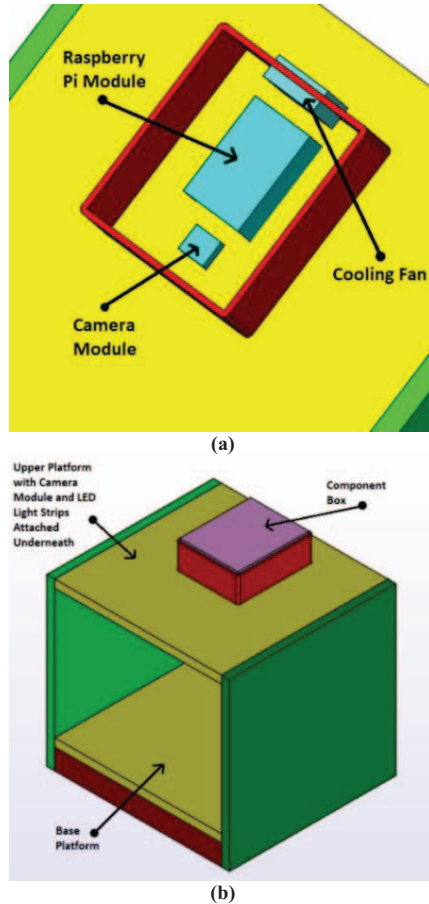 Raspberry
Pi Module
Cooling Fan
Camera
Module
(a)
Upper Platform
with Camera
Module and LED
Light Strips
Attached
Underneath
Component
Box
Base
Platform
(b)